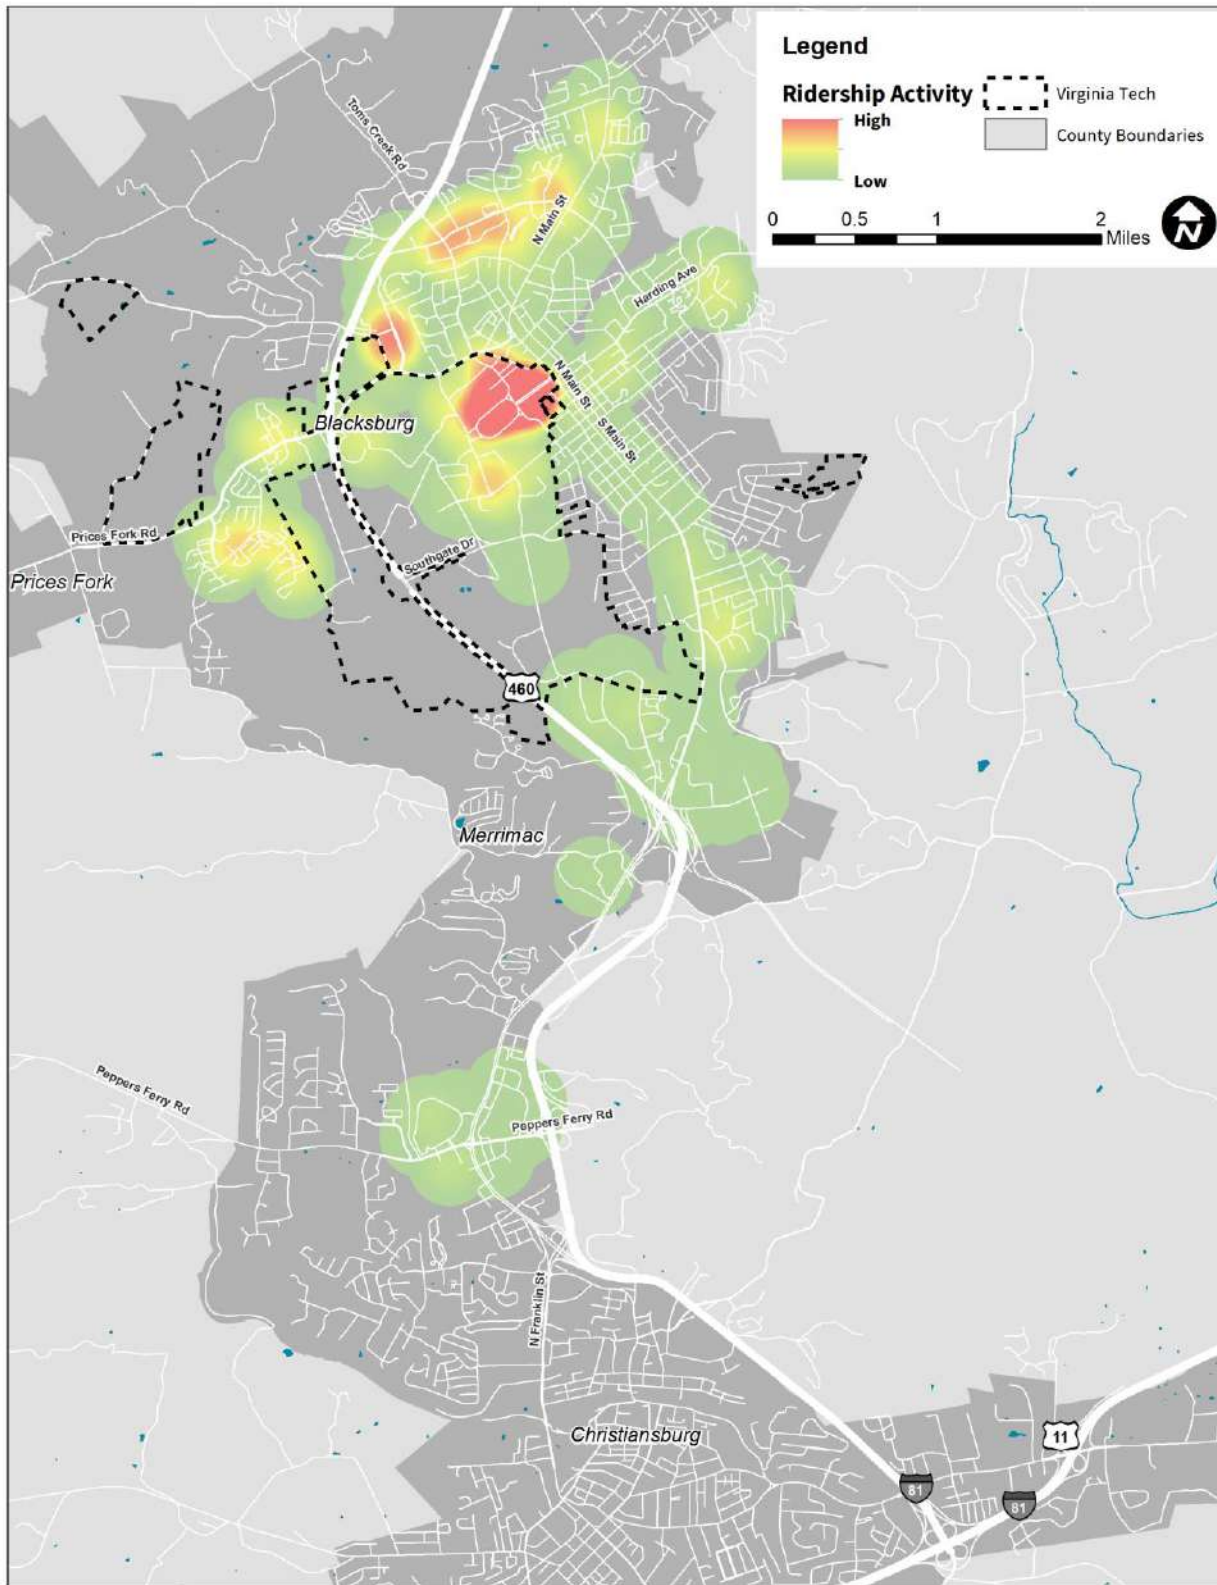 Legend
Ridership Activity
High
Low
Virginia Tech
County Boundaries
0 0.5 1 2
Miles
N
Toms Creek Rd
N Main St
Harding Ave
N Main St
S Main St
Blacksburg
Prices Fork Rd
Southgate Dr
Prices Fork
460
Merrimac
Peppers Ferry Rd
Peppers Ferry Rd
N Franklin St
Christiansburg
11
81
81